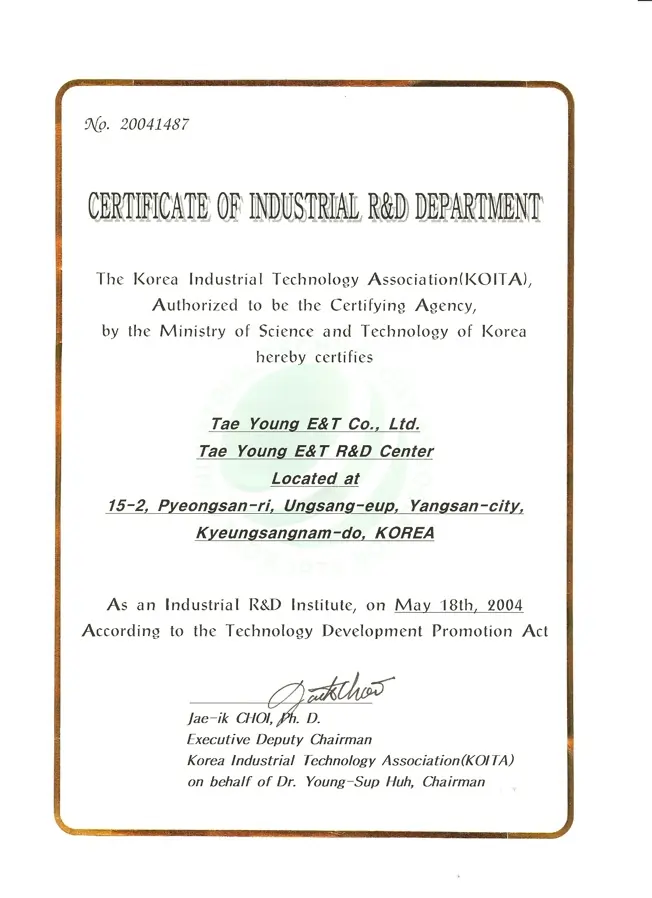 No. 20041487
CERTIFICATE OF INDUSTRIAL R&D DEPARTMENT
The Korea Industrial Technology Association(KOITA),
Authorized to be the Certifying Agency,
by the Ministry of Science and Technology of Korea
hereby certifies
Tae Young E&T Co., Ltd.
Tae Young E&T R&D Center
Located at
15-2, Pyeongsan-ri, Ungsang-eup, Yangsan-city,
Kyeungsangnam-do, KOREA
As an Industrial R&D Institute, on May 18th, 2004
According to the Technology Development Promotion Act
Jae-ik CHOI, Ph. D.
Executive Deputy Chairman
Korea Industrial Technology Association(KOITA)
on behalf of Dr. Young-Sup Huh, Chairman